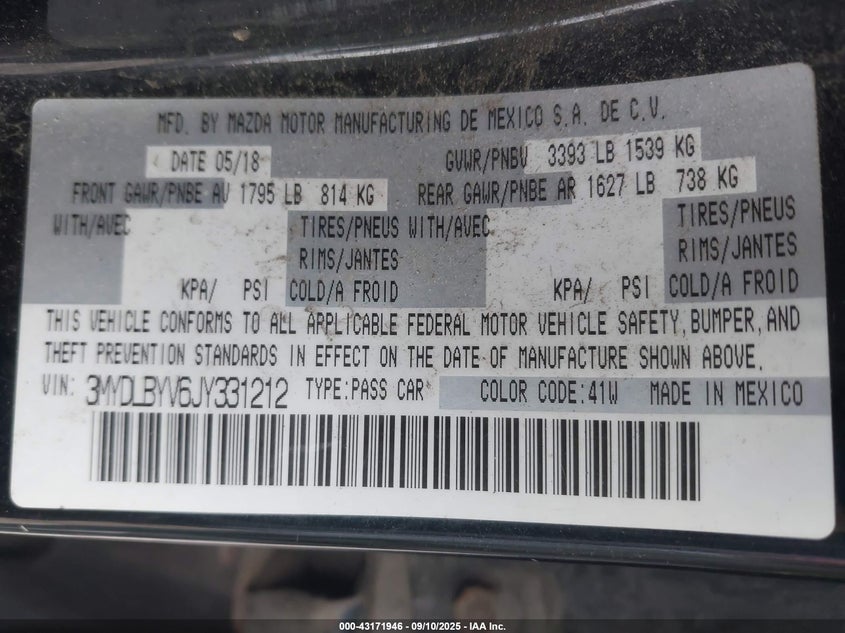 MFD. BY MAZDA MOTOR MANUFACTURING DE MEXICO S.A. DE C.V.
DATE 05/18 GVWR/PNBV 3393 LB 1539 KG
FRONT GAWR/PNBE AV 1795 LB 814 KG REAR GAWR/PNBE AR 1627 LB 738 KG
WITH/AVEC TIRES/PNEUS WITH/AVEC TIRES/PNEUS
RIMS/JANTES RIMS/JANTES
KPA/ PSI COLD/A FROID KPA/ PSI COLD/A FROID
THIS VEHICLE CONFORMS TO ALL APPLICABLE FEDERAL MOTOR VEHICLE SAFETY, BUMPER, AND
THEFT PREVENTION STANDARDS IN EFFECT ON THE DATE OF MANUFACTURE SHOWN ABOVE.
VIN: 3MYDLBYV6JY331212 TYPE:PASS CAR COLOR CODE:41W MADE IN MEXICO
000-43171946 - 09/10/2025 - IAA Inc.